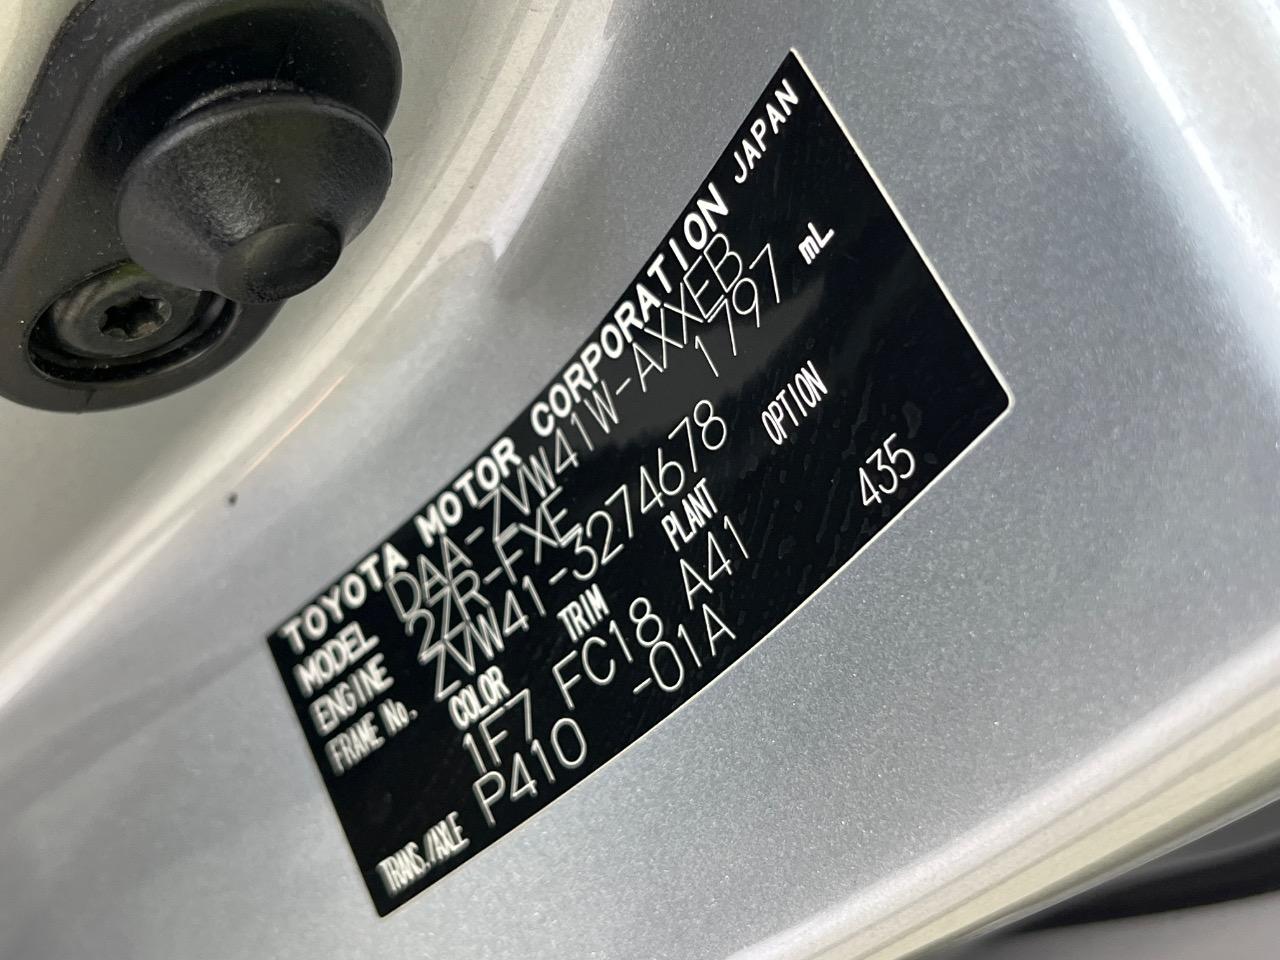 TOYOTA MOTOR CORPORATION JAPAN
MODEL DAA-ZVW41W-AXXEB
ENGINE 2ZR-FXE 1797 mL
FRAME No. ZVW41-3274678
COLOR TRIM PLANT OPTION
1F7 FC18 A41 435
TRANS./AXLE P410 -01A